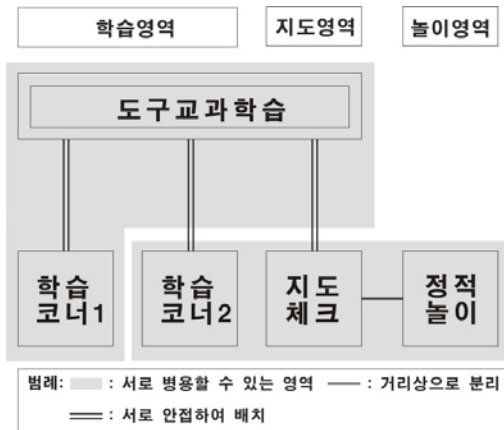 학습영역 지도영역 놀이영역
도구교과학습
학습 코너1
학습 코너2
지도 체크
정적 놀이
범례: : 서로 병용할 수 있는 영역 : 거리상으로 분리
: 서로 안접하여 배치